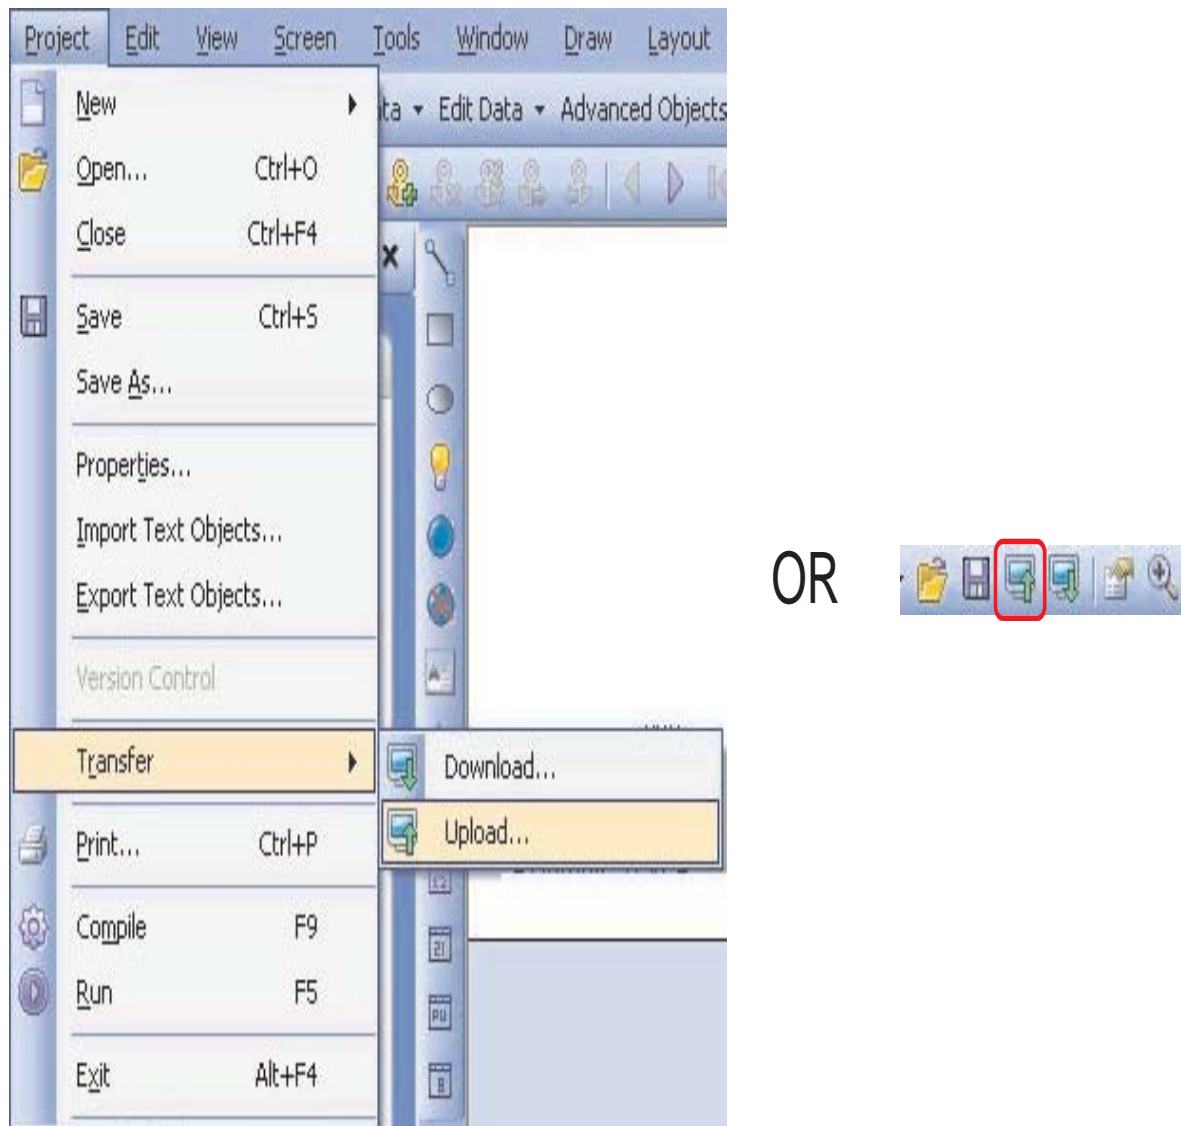 Project Edit View Screen Tools Window Draw Layout
New
ta Edit Data Advanced Objects
Open... Ctrl+O
Close Ctrl+F4
Save Ctrl+S
Save As...
Properties...
Import Text Objects...
OR
Export Text Objects...
Version Control
Transfer
Download...
Upload...
Print... Ctrl+P
Compile F9
Run F5
Exit Alt+F4